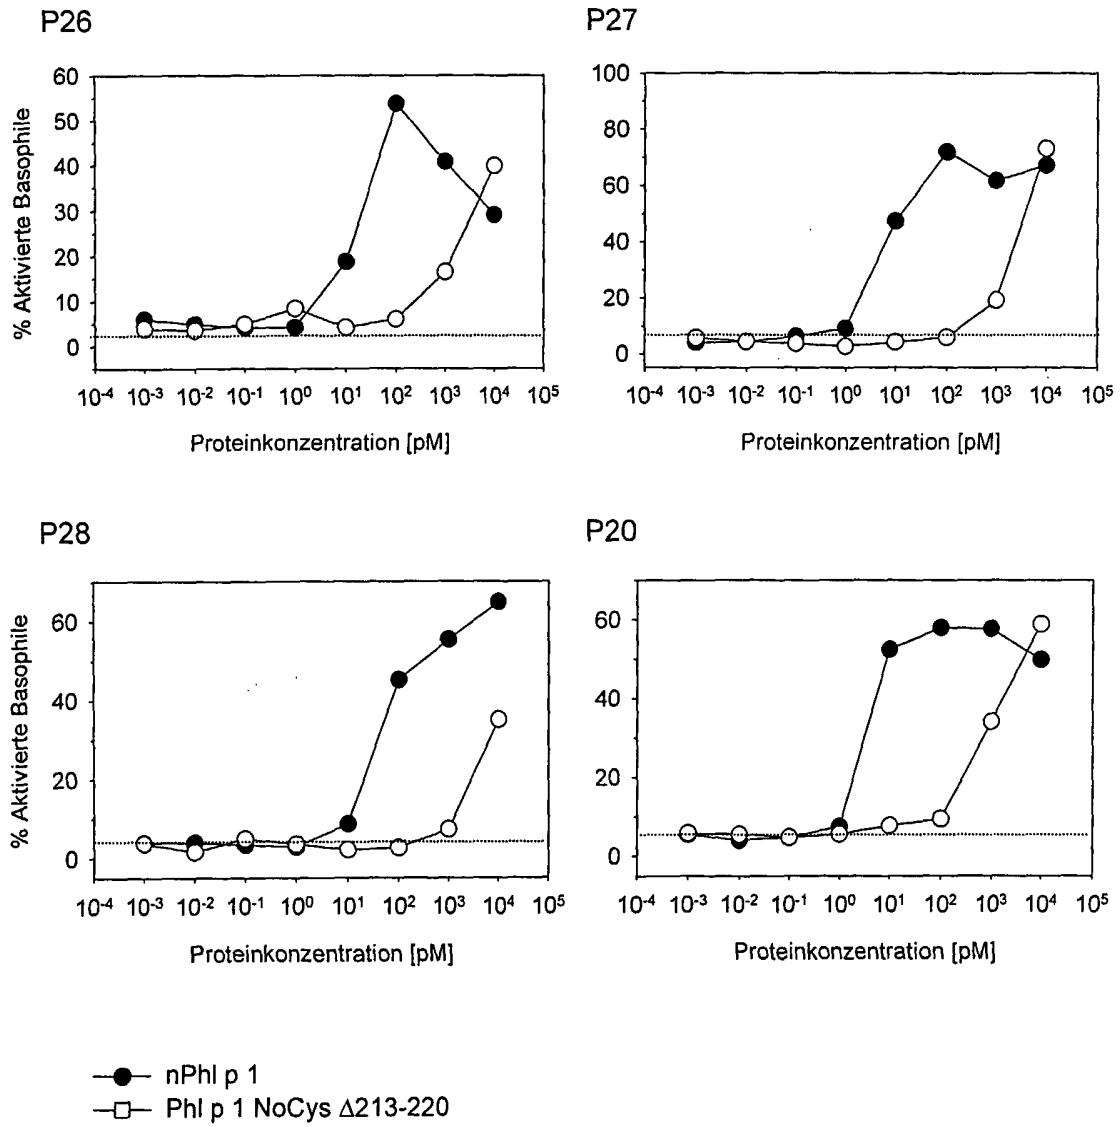 P26
% Aktivierte Basophile
60
50
40
30
20
10
0
10⁻⁴ 10⁻³ 10⁻² 10⁻¹ 10⁰ 10¹ 10² 10³ 10⁴ 10⁵
Proteinkonzentration [pM]
P27
100
80
60
40
20
0
10⁻⁴ 10⁻³ 10⁻² 10⁻¹ 10⁰ 10¹ 10² 10³ 10⁴ 10⁵
Proteinkonzentration [pM]
P28
% Aktivierte Basophile
60
40
20
0
10⁻⁴ 10⁻³ 10⁻² 10⁻¹ 10⁰ 10¹ 10² 10³ 10⁴ 10⁵
Proteinkonzentration [pM]
P20
60
40
20
0
10⁻⁴ 10⁻³ 10⁻² 10⁻¹ 10⁰ 10¹ 10² 10³ 10⁴ 10⁵
Proteinkonzentration [pM]
nPhl p 1
Phl p 1 NoCys Δ213-220